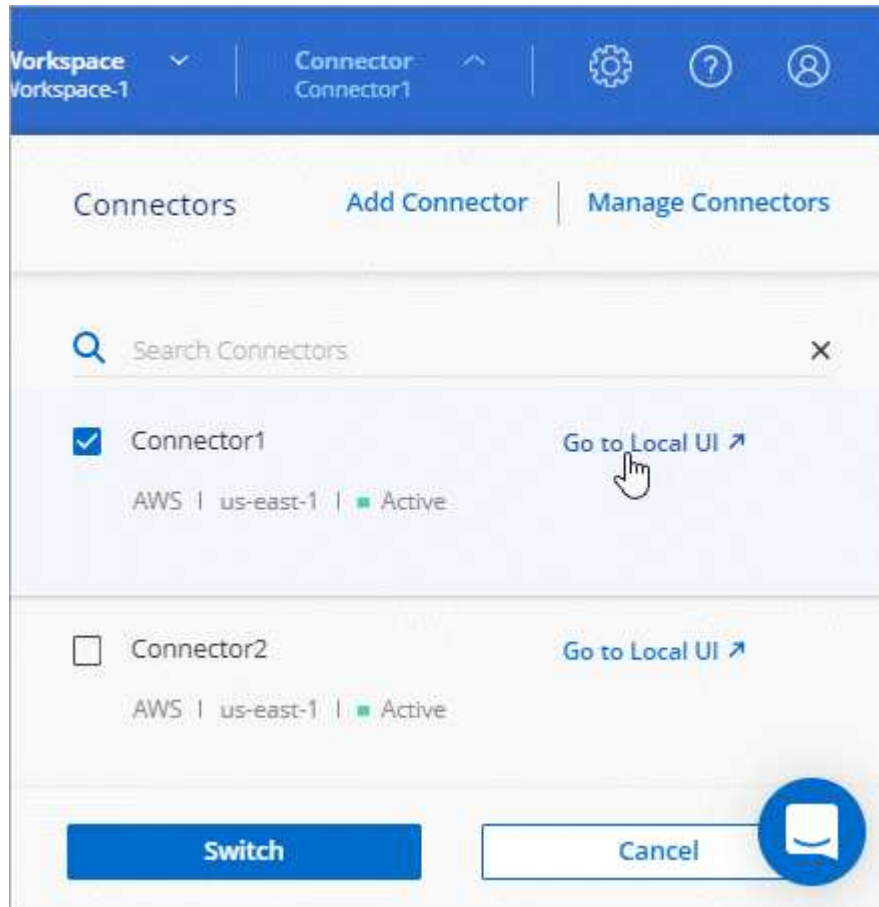 Workspace
Workspace-1
Connector
Connector1
Connectors
Add Connector
Manage Connectors
Search Connectors
Connector1
Go to Local UI
AWS | us-east-1 | Active
Connector2
Go to Local UI
AWS | us-east-1 | Active
Switch
Cancel